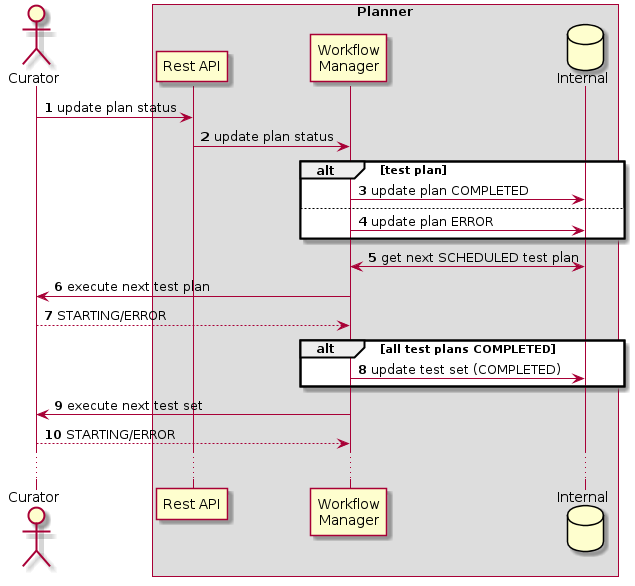 Planner
Curator
Rest API
Workflow
Manager
Internal
1 update plan status
2 update plan status
alt [test plan]
3 update plan COMPLETED
4 update plan ERROR
5 get next SCHEDULED test plan
6 execute next test plan
7 STARTING/ERROR
alt [all test plans COMPLETED]
8 update test set (COMPLETED)
9 execute next test set
10 STARTING/ERROR
Curator
Rest API
Workflow
Manager
Internal